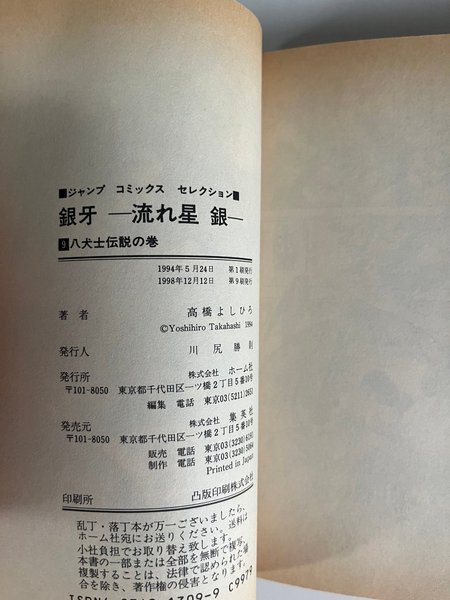 ■ジャンプ コミックス セレクション■
銀牙 ―流れ星 銀―
9 八犬士伝説の巻
1994年5月24日 第1刷発行
1998年12月12日 第9刷発行
著者 高橋よしひろ
©Yoshihiro Takahashi 1994
発行人 川尻勝則
発行所 株式会社 ホーム社
〒101-8050 東京都千代田区一ツ橋2丁目5番10号
編集 電話 東京03(5211)2651
発売元 株式会社 集英社
〒101-8050 東京都千代田区一ツ橋2丁目5番10号
販売 電話 東京03(3230)
制作 電話 東京03(3230)
Printed in Japan
印刷所 凸版印刷株式会社
乱丁・落丁本が万一ございましたら、
ホーム社宛にお送りください。送料は
小社負担でお取り替え致します。
本書の一部または全部を無断で複写、
複製することは、法律で認められた場
合を除き、著作権の侵害となります。
C9979